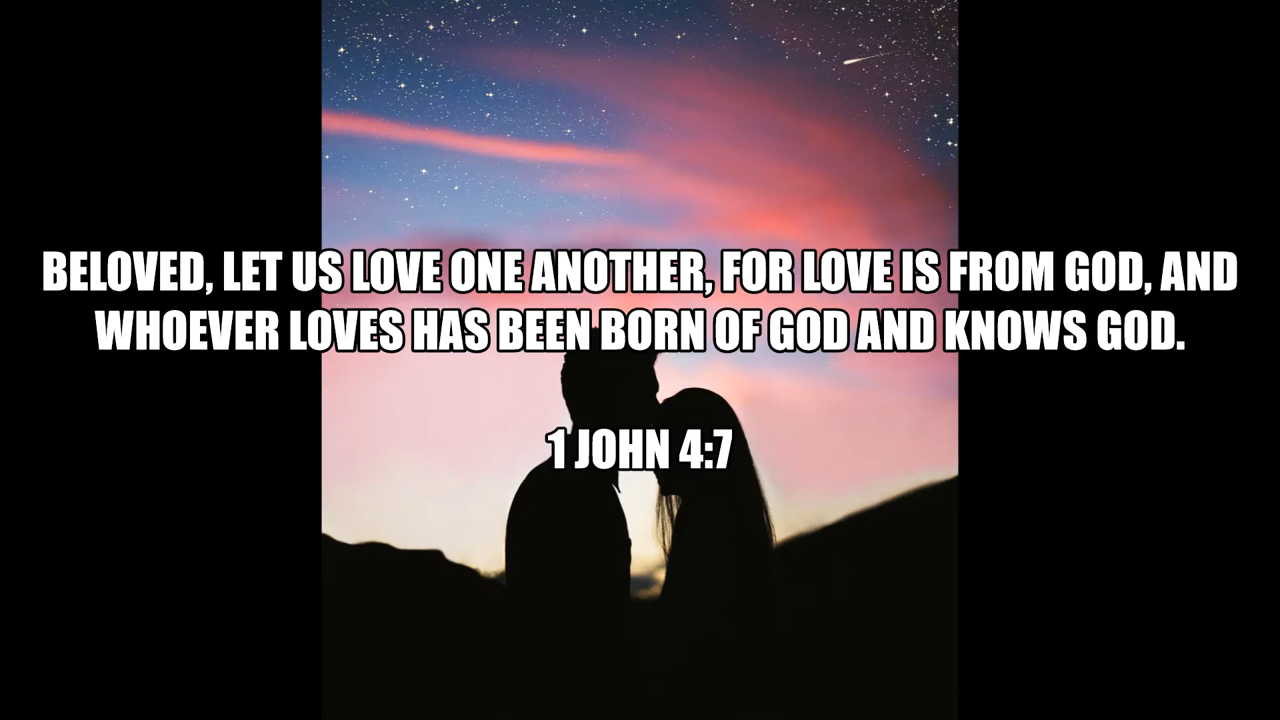 BELOVED, LET US LOVE ONE ANOTHER, FOR LOVE IS FROM GOD, AND
WHOEVER LOVES HAS BEEN BORN OF GOD AND KNOWS GOD.
1 JOHN 4:7